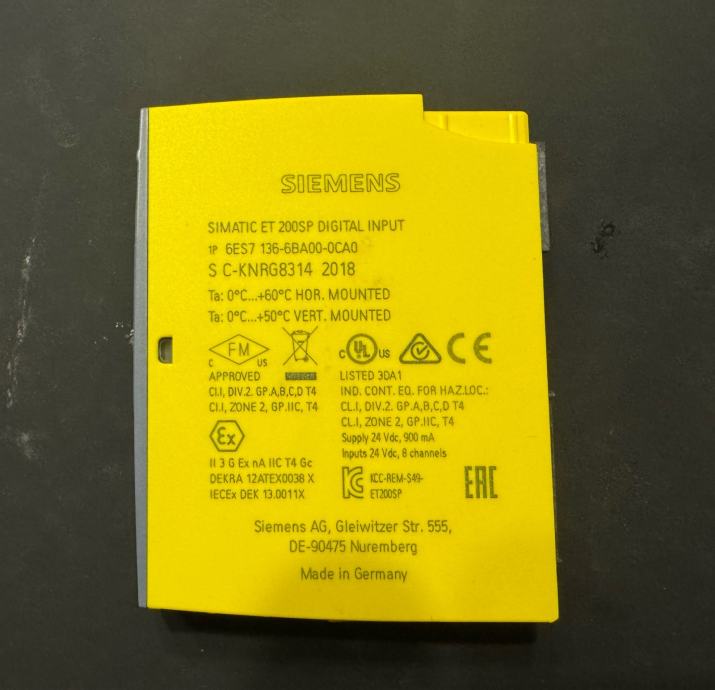 SIEMENS
SIMATIC ET 200SP DIGITAL INPUT
1P 6ES7 136-6BA00-0CA0
S C-KNRG8314 2018
Ta: 0°C...+60°C HOR. MOUNTED
Ta: 0°C...+50°C VERT. MOUNTED
FM
C US
APPROVED
CI.I, DIV.2. GP.A,B,C,D T4
CI.I, ZONE 2, GP.IIC, T4
Ex
II 3 G Ex nA IIC T4 Gc
DEKRA 12ATEX0038 X
IECEx DEK 13.0011X
C UL US CE
LISTED 3DA1
IND. CONT. EQ. FOR HAZ.LOC.:
CL.I, DIV.2. GP.A,B,C,D T4
CL.I, ZONE 2, GP.IIC, T4
Supply 24 Vdc, 900 mA
Inputs 24 Vdc, 8 channels
KCC-REM-S49-
ET200SP
EAC
Siemens AG, Gleiwitzer Str. 555,
DE-90475 Nuremberg
Made in Germany